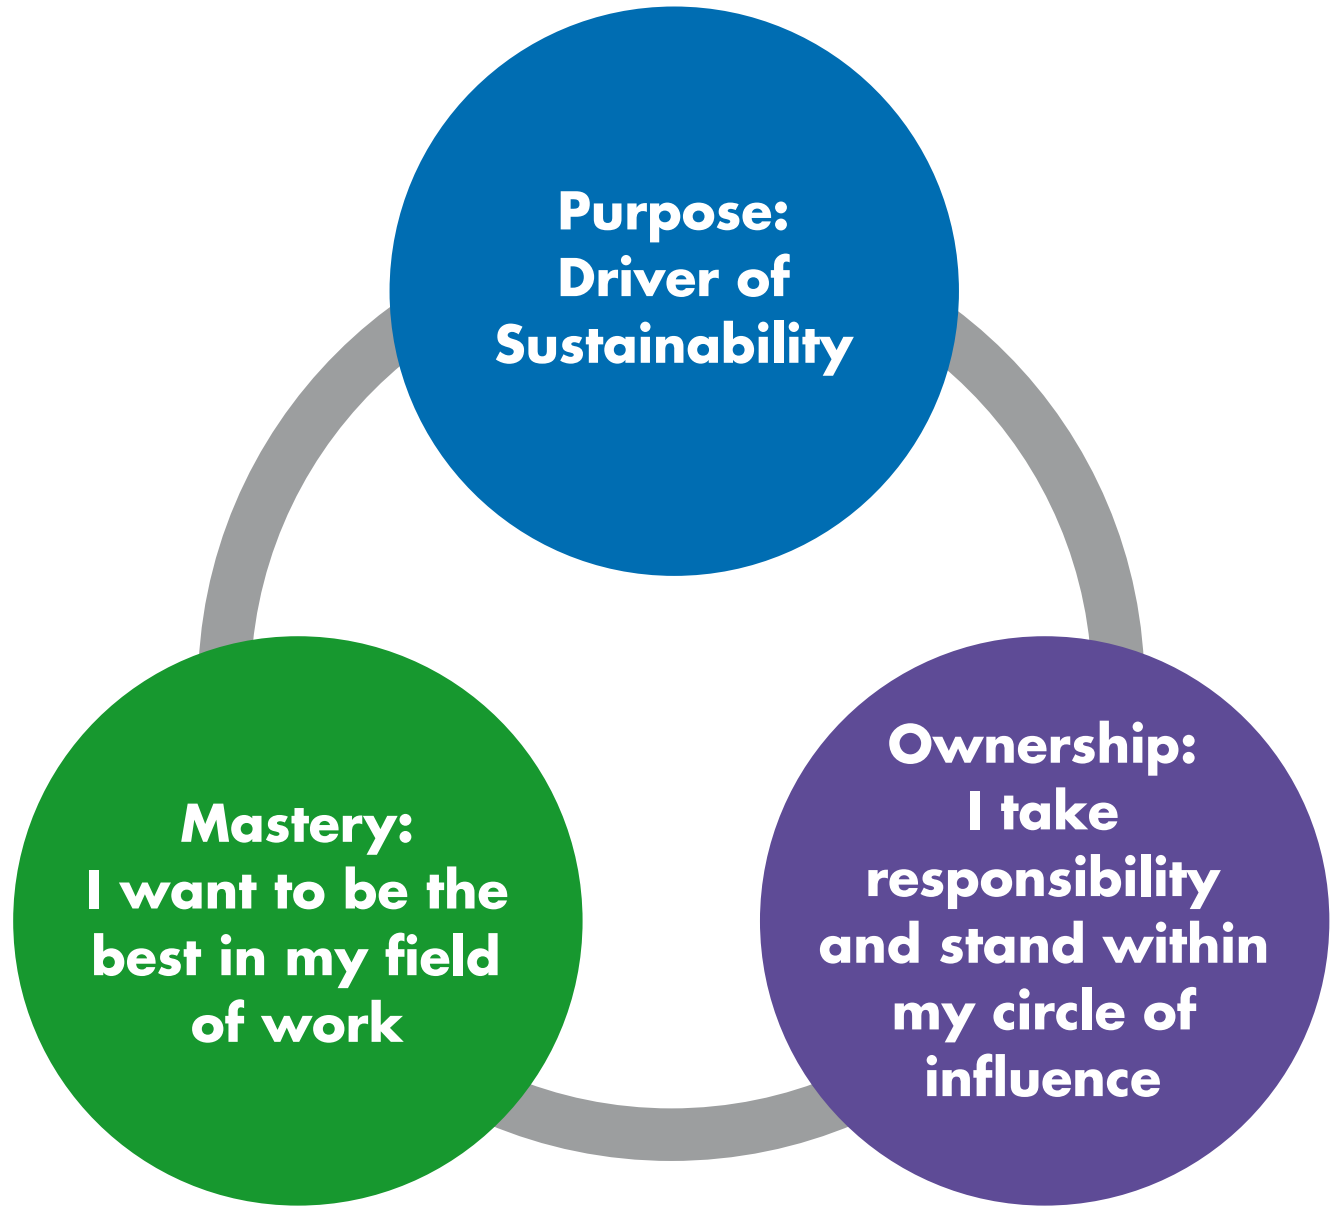 Purpose:
Driver of
Sustainability
Mastery:
I want to be the
best in my field
of work
Ownership:
I take
responsibility
and stand within
my circle of
influence